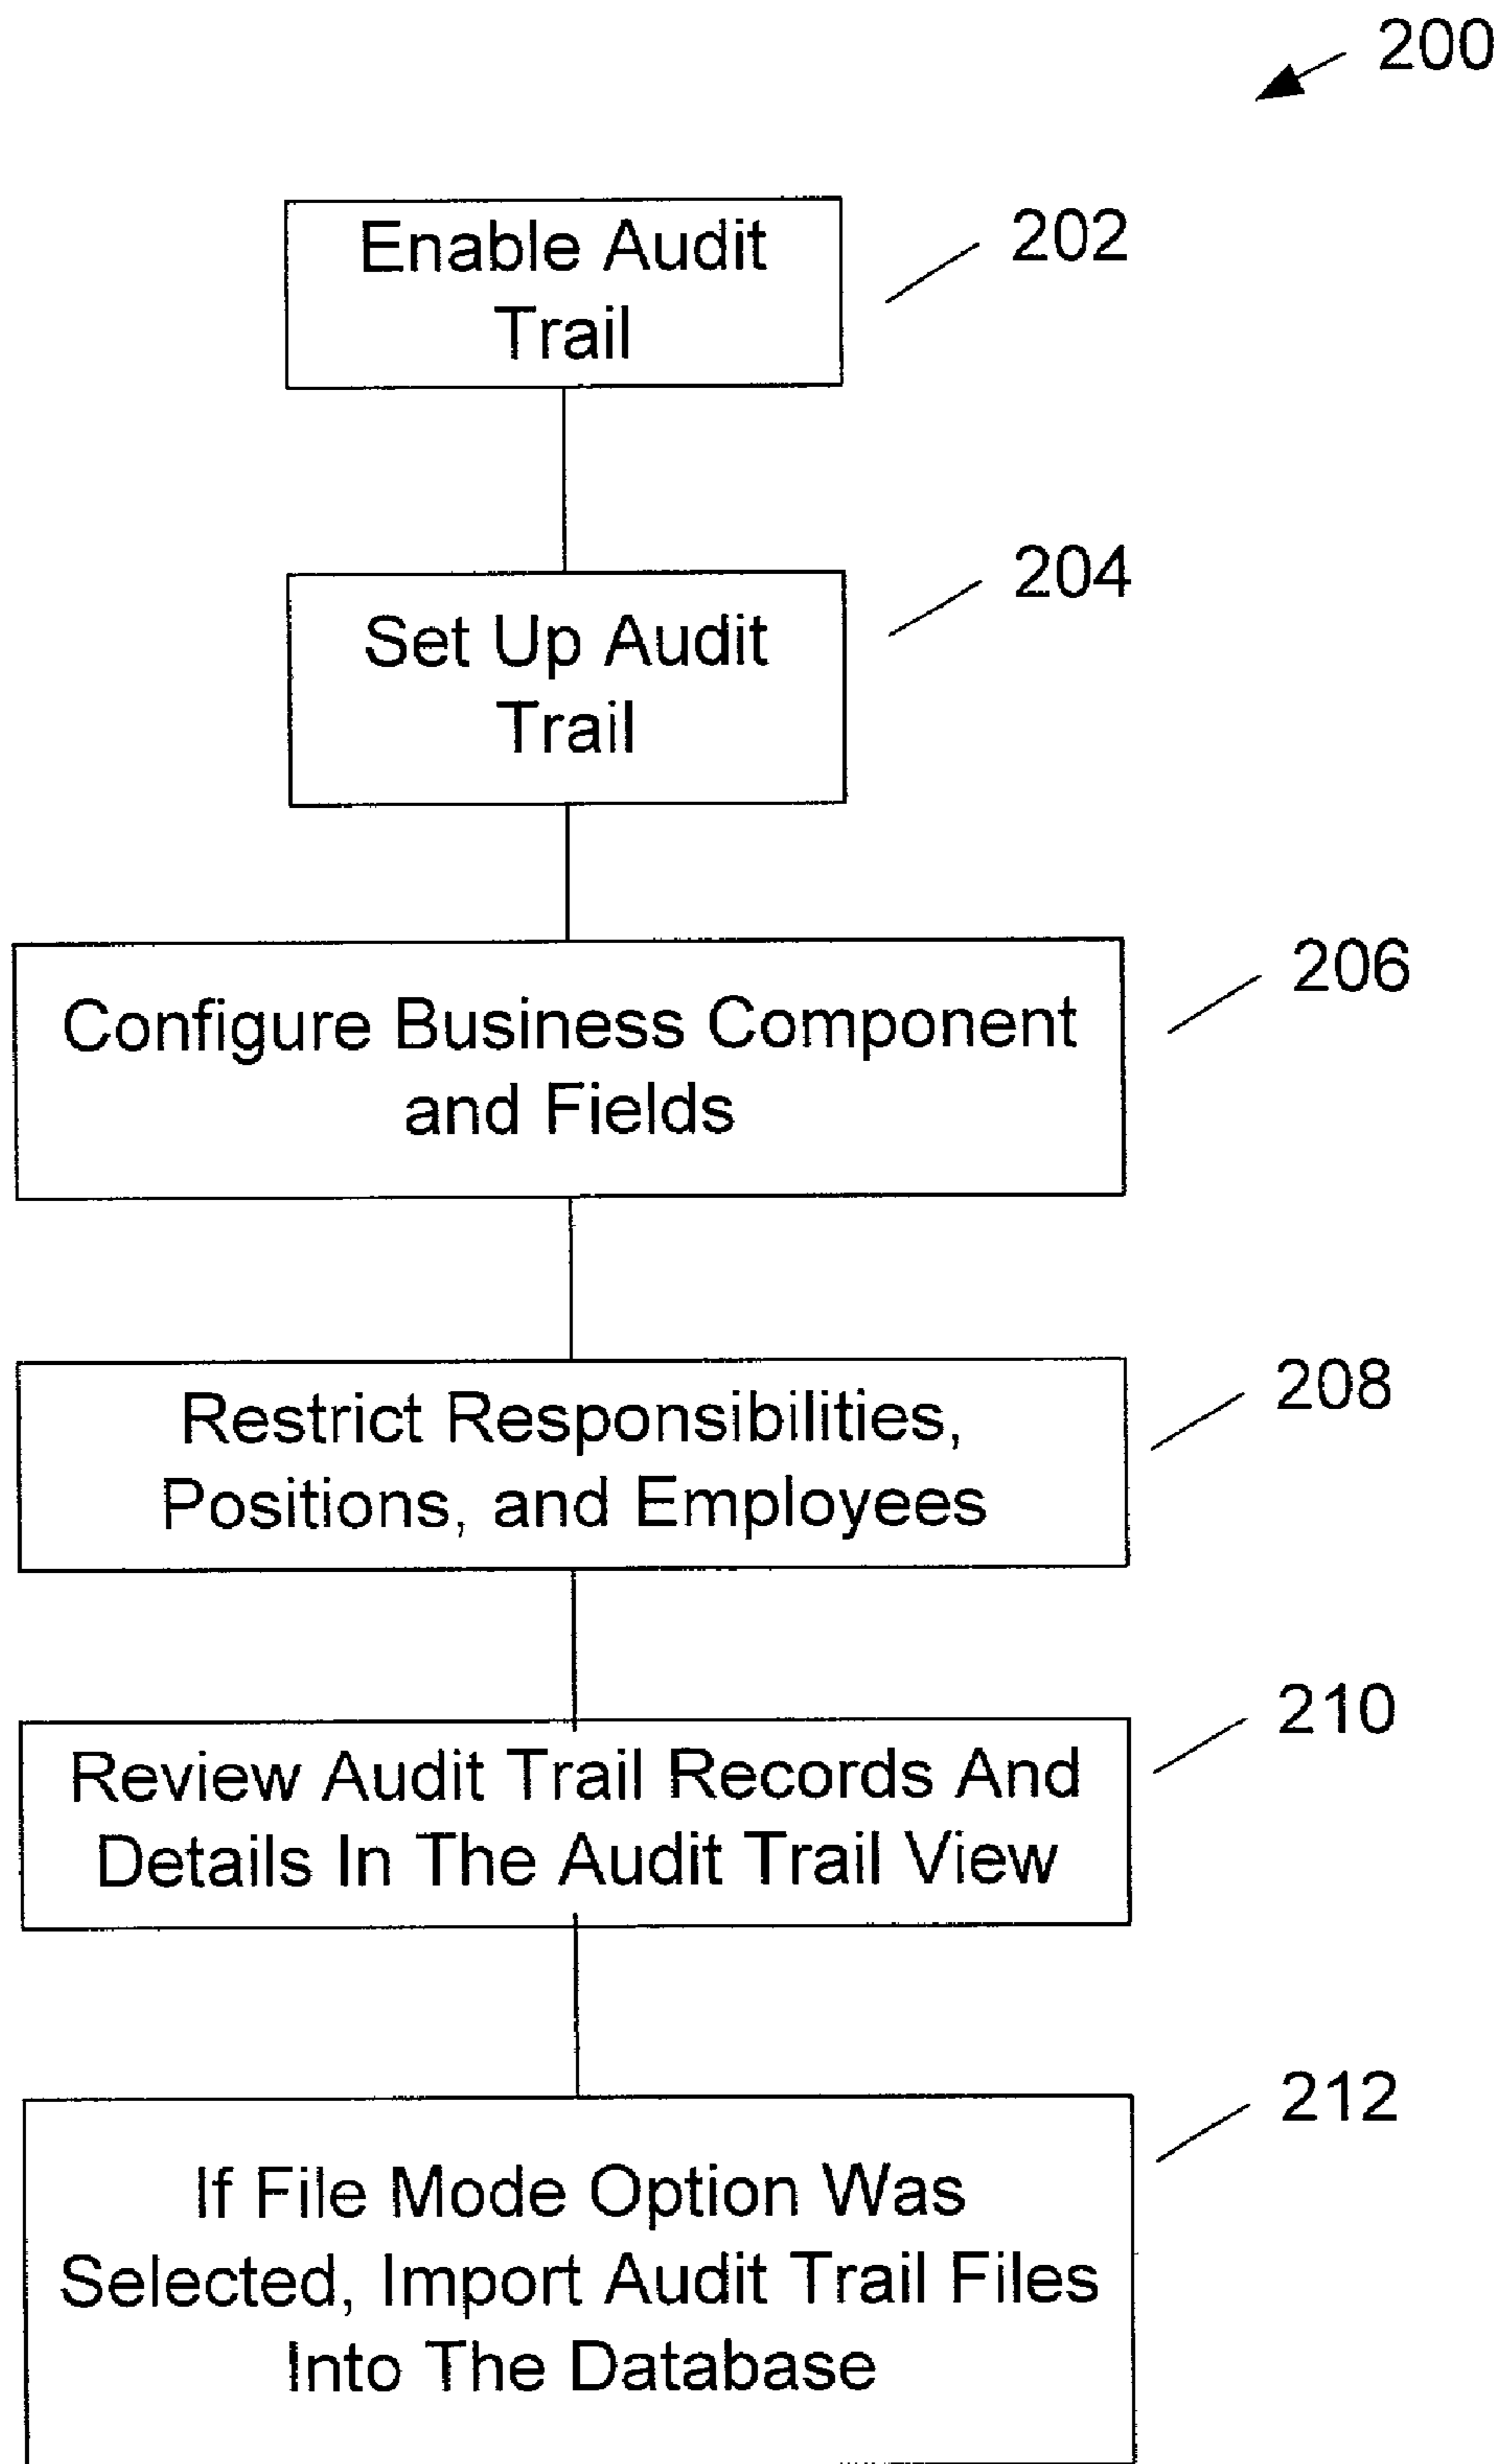 200
Enable Audit
Trail
202
Set Up Audit
Trail
204
Configure Business Component
and Fields
206
Restrict Responsibilities,
Positions, and Employees
208
Review Audit Trail Records And
Details In The Audit Trail View
210
If File Mode Option Was
Selected, Import Audit Trail Files
Into The Database
212